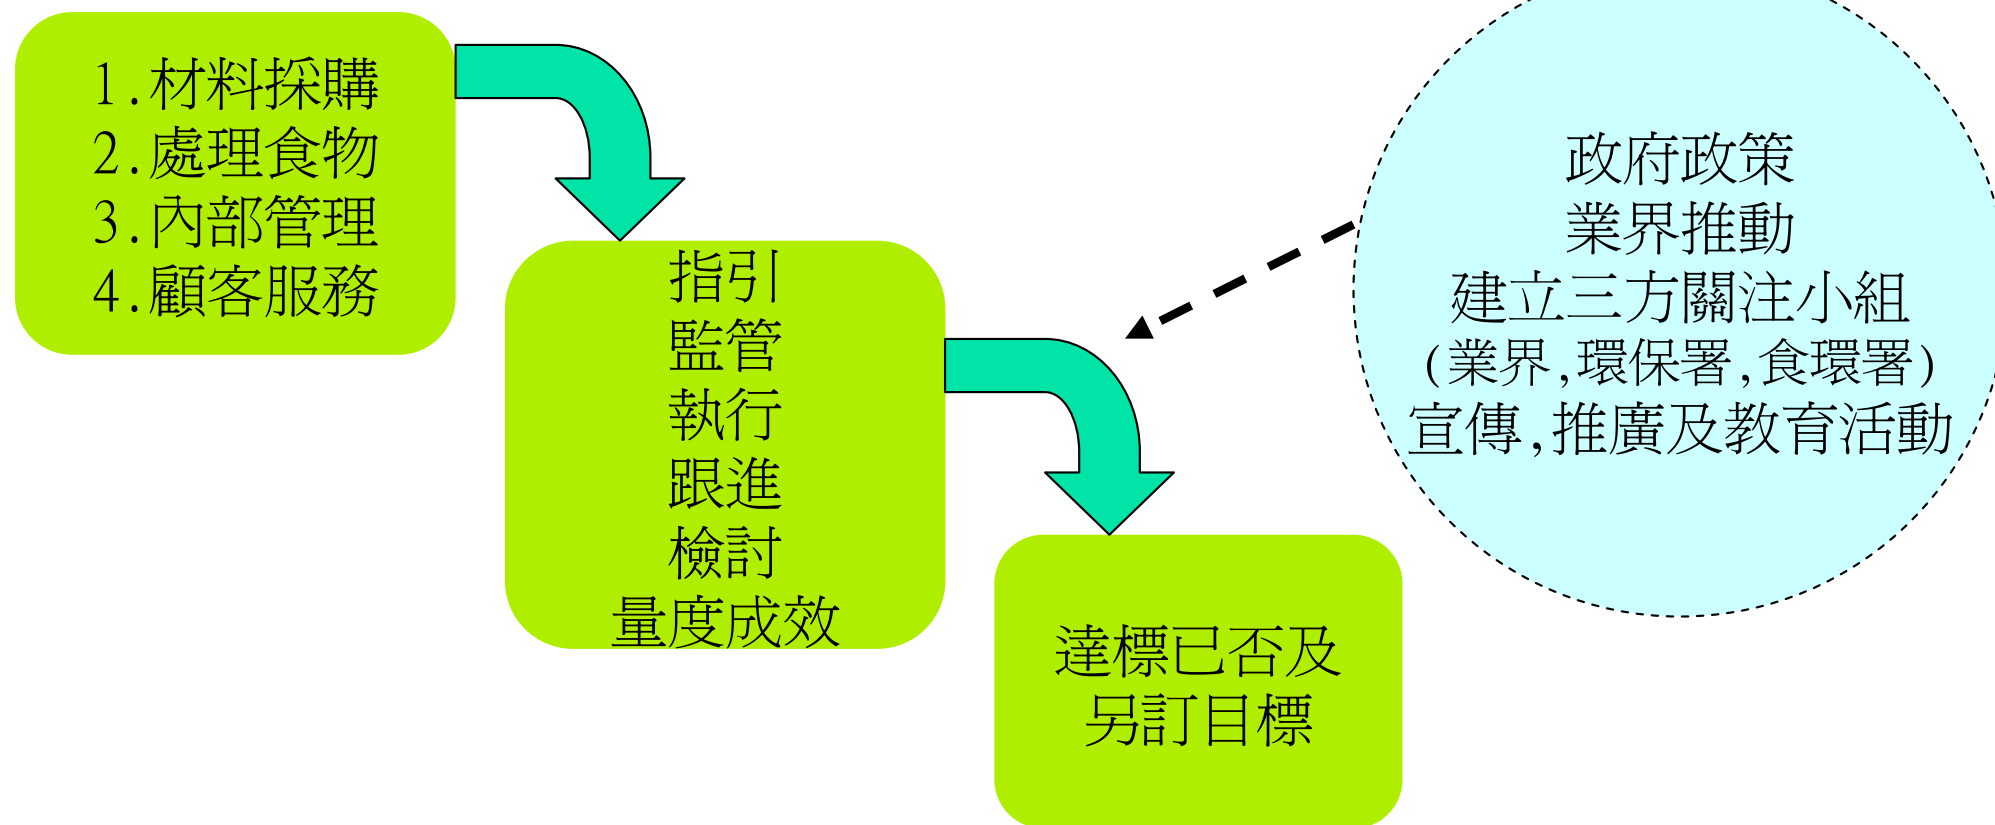 1.材料採購
2.處理食物
3.內部管理
4.顧客服務
指引
監管
執行
跟進
檢討
量度成效
達標已否及
另訂目標
政府政策
業界推動
建立三方關注小組
(業界,環保署,食環署)
宣傳,推廣及教育活動